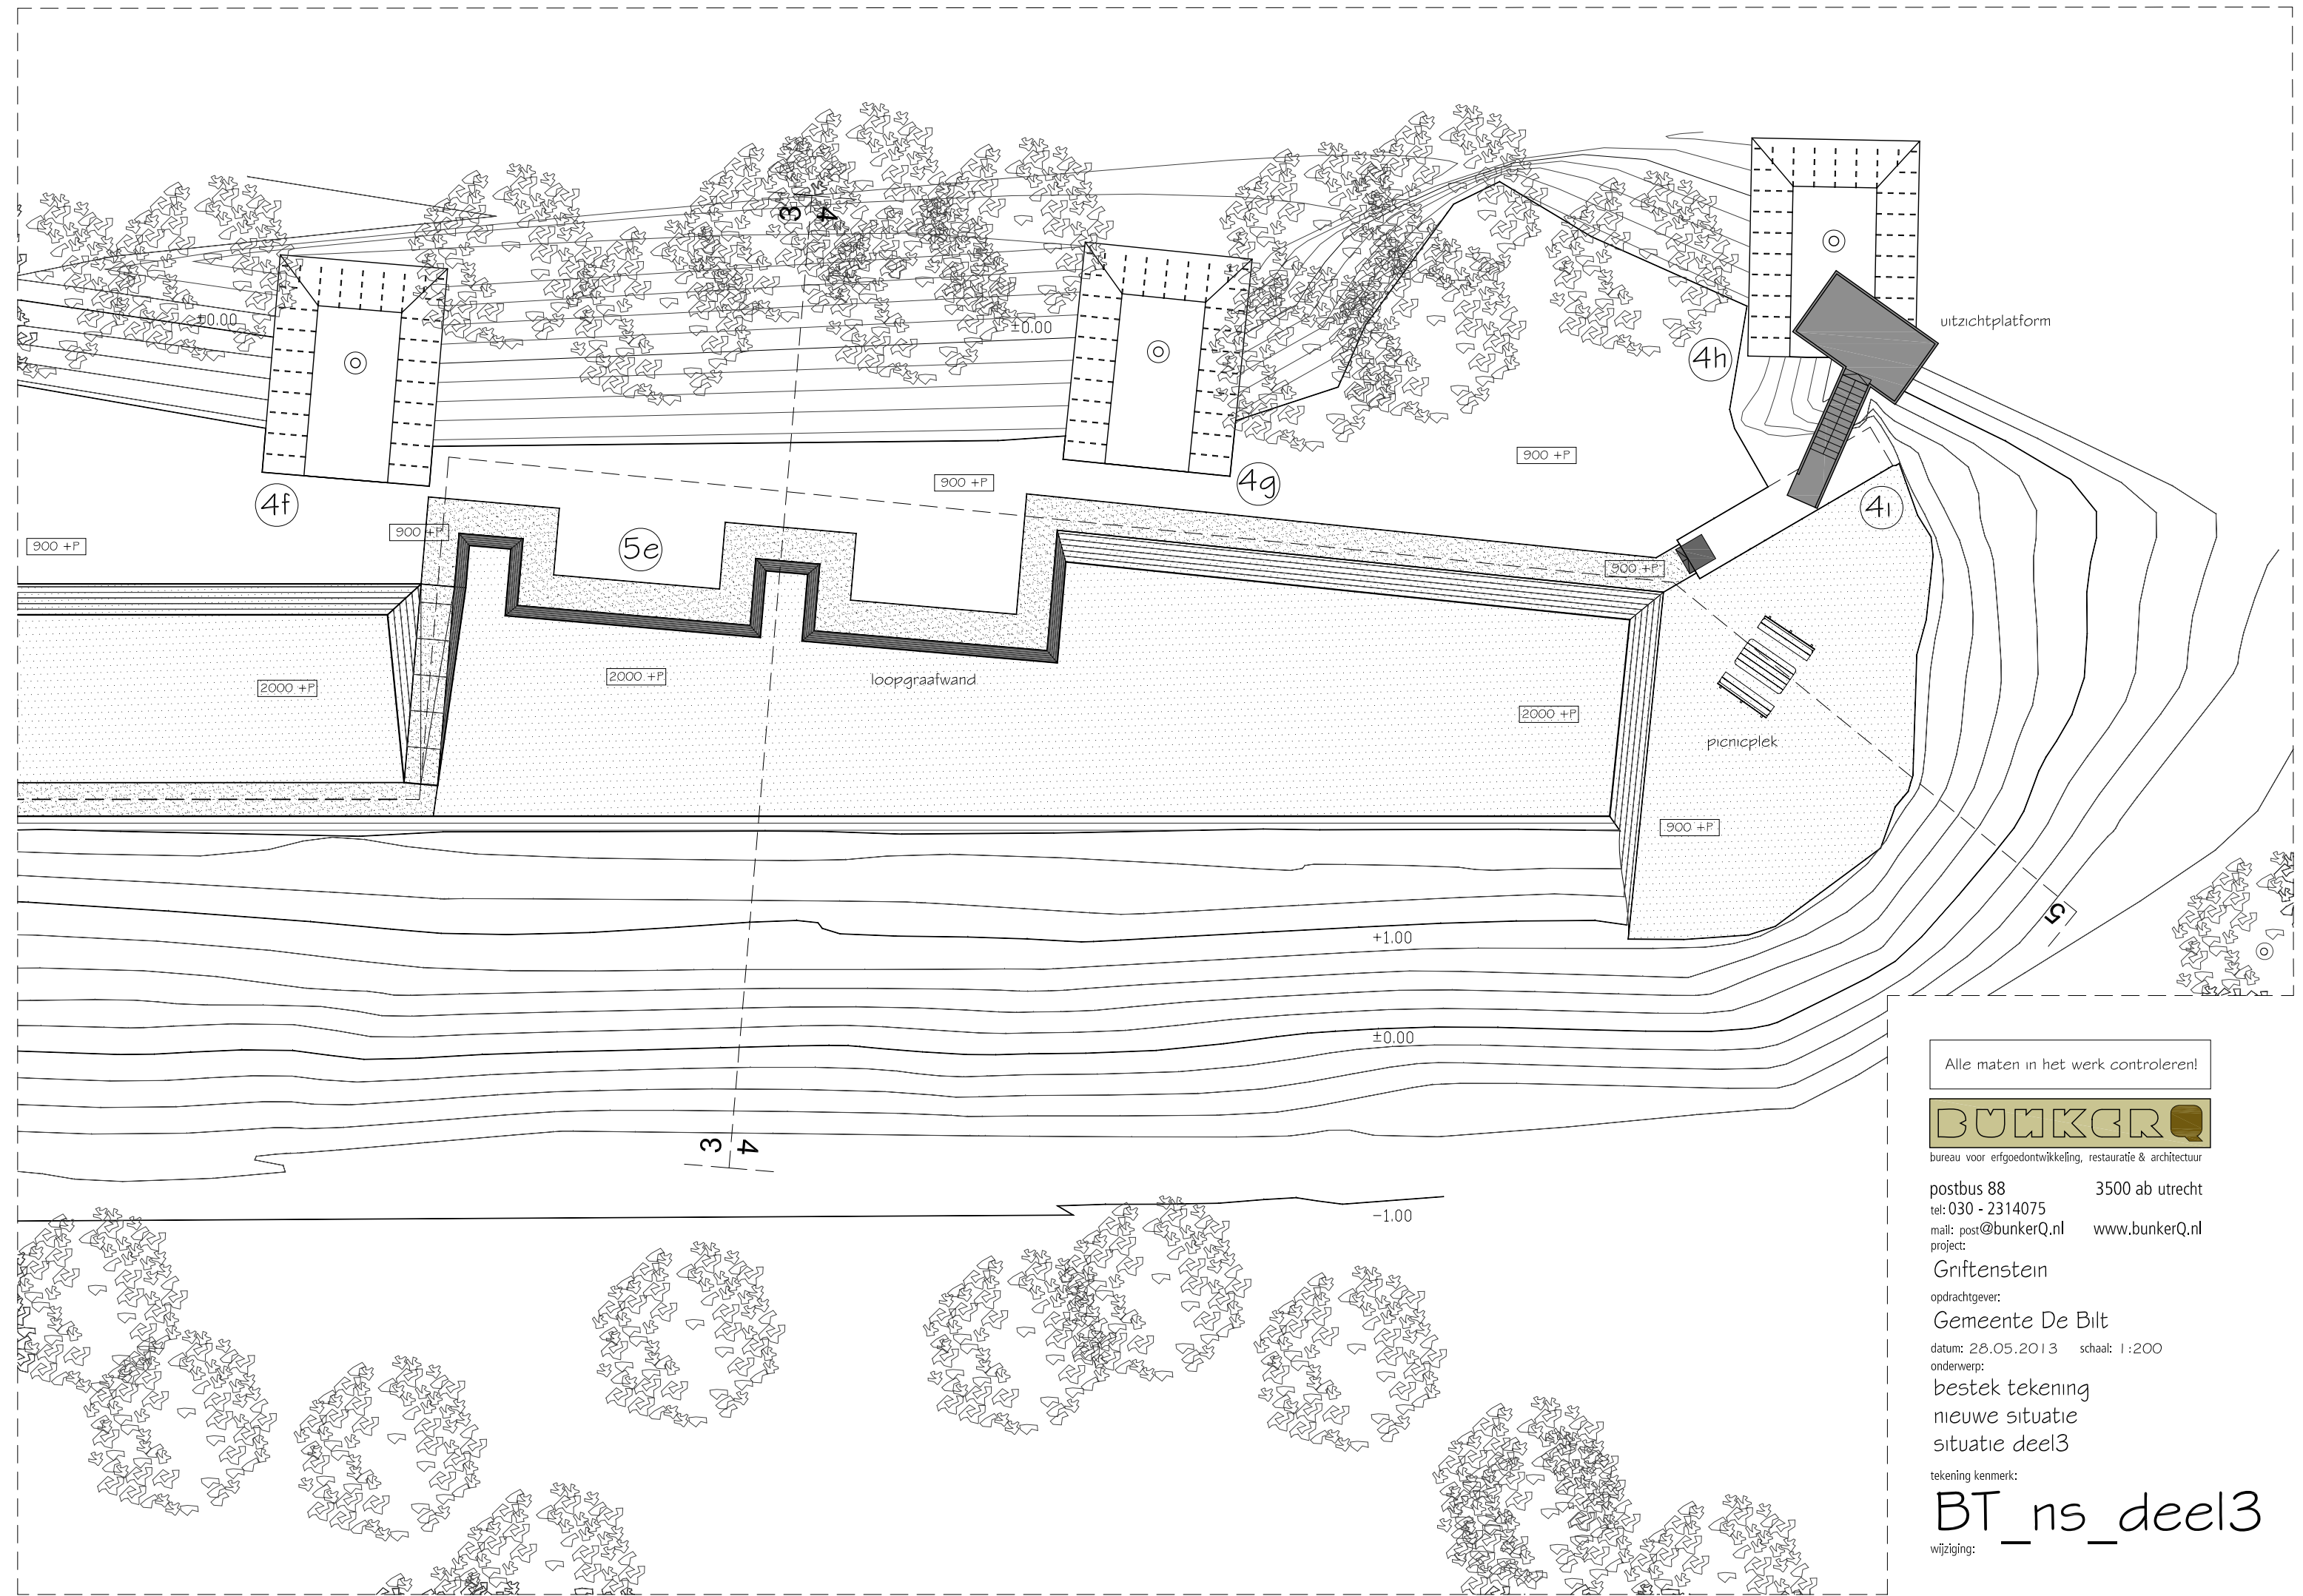 3 4
±0.00
±0.00
uitzichtplatform
4h
4f
4g
4i
900 +P
900 +P
900 +P
900 +P
900 +P
5e
2000 +P
2000 +P
loopgraafwand
2000 +P
picnicplek
900 +P
5
+1.00
±0.00
3 4
-1.00
Alle maten in het werk controleren!
BUNKERQ
bureau voor erfgoedontwikkeling, restauratie & architectuur
postbus 88 3500 ab utrecht
tel: 030 - 2314075
mail: post@bunkerQ.nl www.bunkerQ.nl
project:
Griftenstein
opdrachtgever:
Gemeente De Bilt
datum: 28.05.2013 schaal: 1:200
onderwerp:
bestek tekening
nieuwe situatie
situatie deel3
tekening kenmerk:
BT_ns_deel3
wijziging: